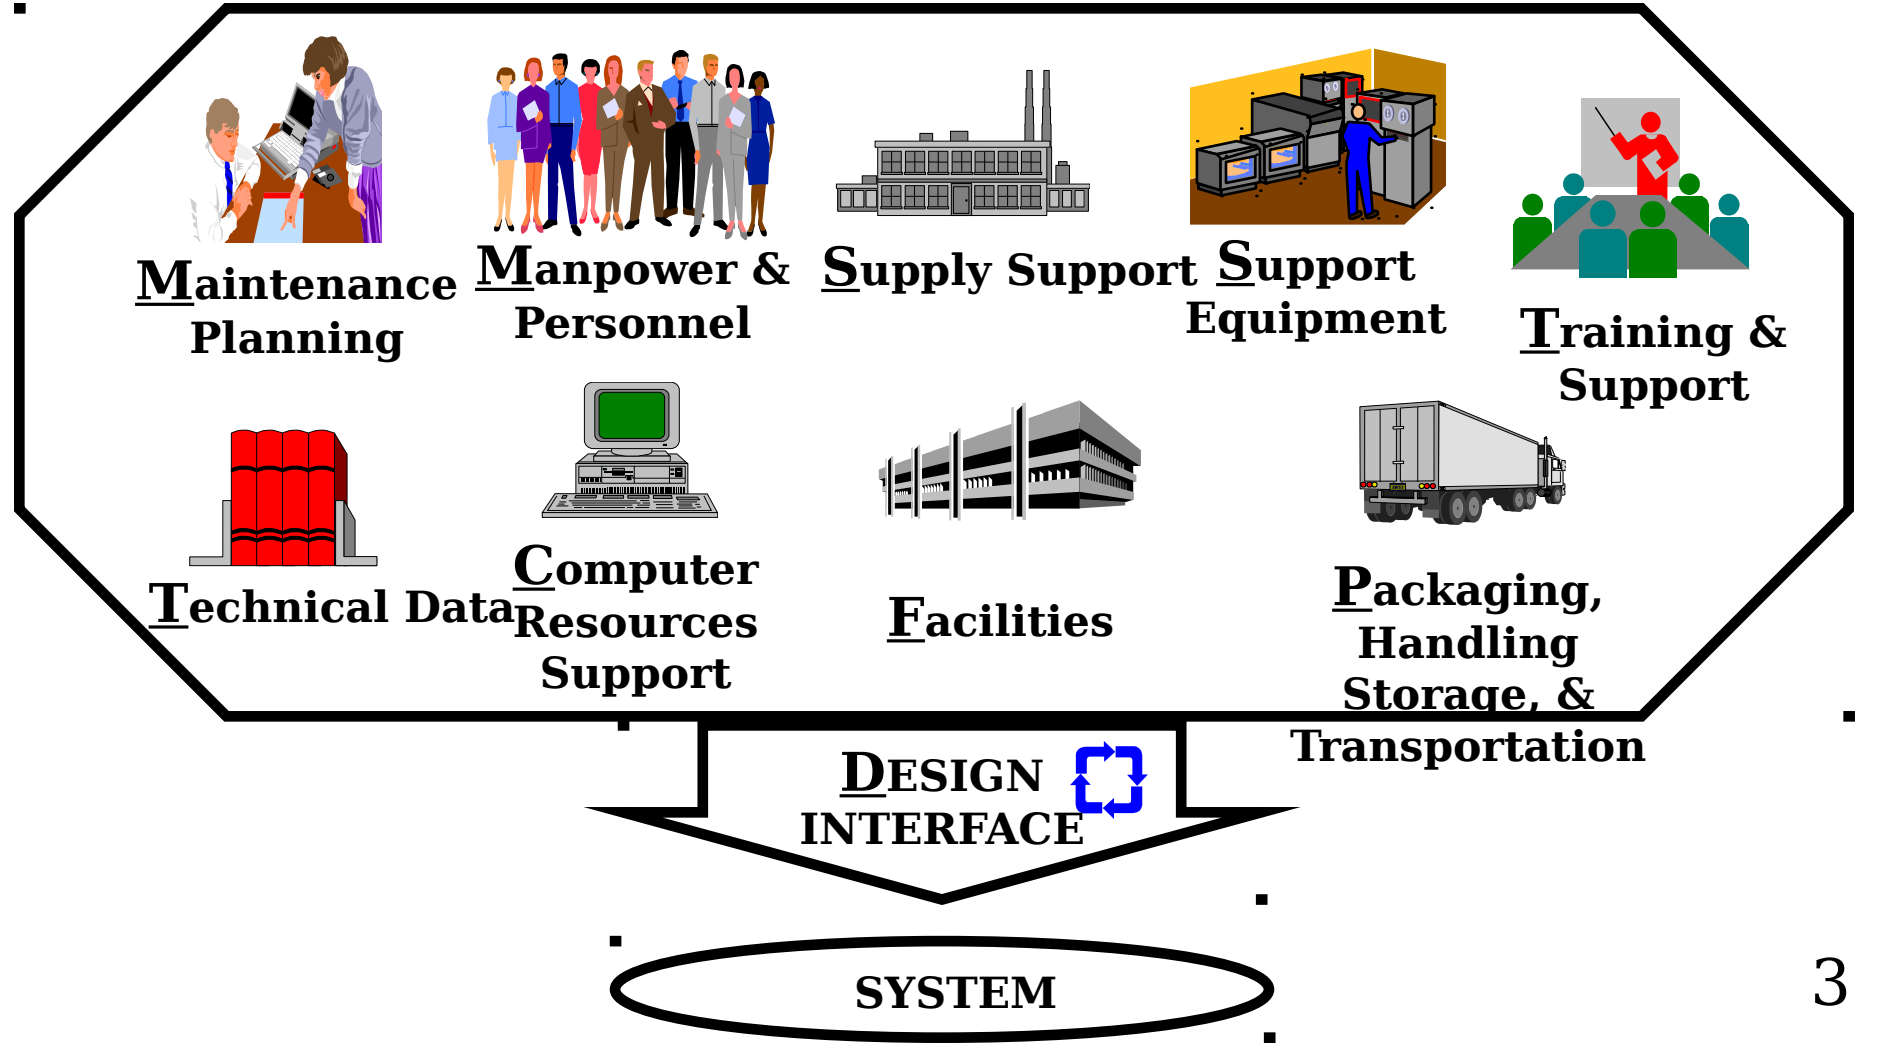 Maintenance
Planning
Manpower &
Personnel
Supply Support
Support
Equipment
Training &
Support
Technical Data
Computer
Resources
Support
Facilities
Packaging,
Handling
Storage, &
Transportation
DESIGN
INTERFACE
SYSTEM
3